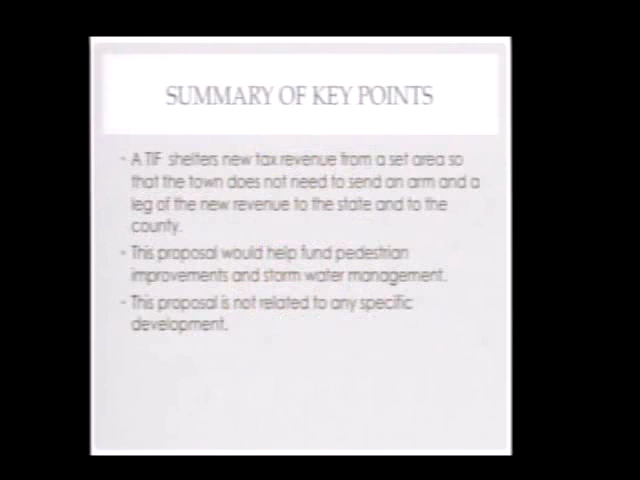 SUMMARY OF KEY POINTS
• A TIF shelters new tax revenue from a set area so
that the town does not need to send an arm and a
leg of the new revenue to the state and to the
county.
• This proposal would help fund pedestrian
improvements and storm water management.
• This proposal is not related to any specific
development.